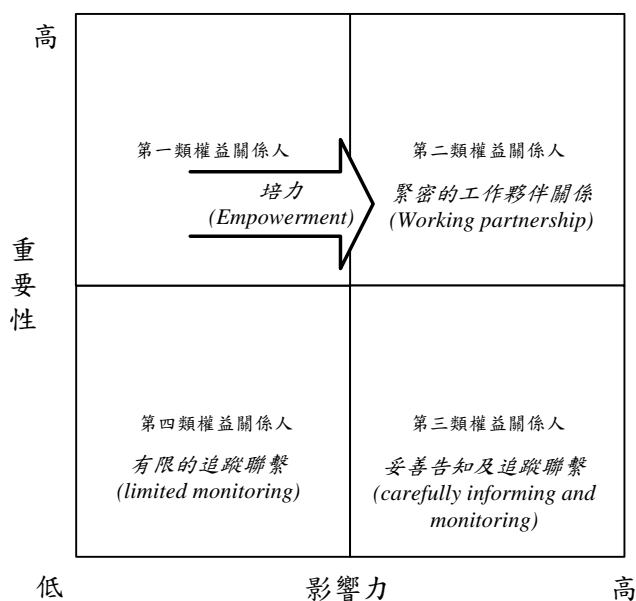 高
第一類權益關係人
培力
(Empowerment)
第二類權益關係人
緊密的工作夥伴關係
(Working partnership)
重
要
性
第四類權益關係人
有限的追蹤聯繫
(limited monitoring)
第三類權益關係人
妥善告知及追蹤聯繫
(carefully informing and
monitoring)
低
影響力
高